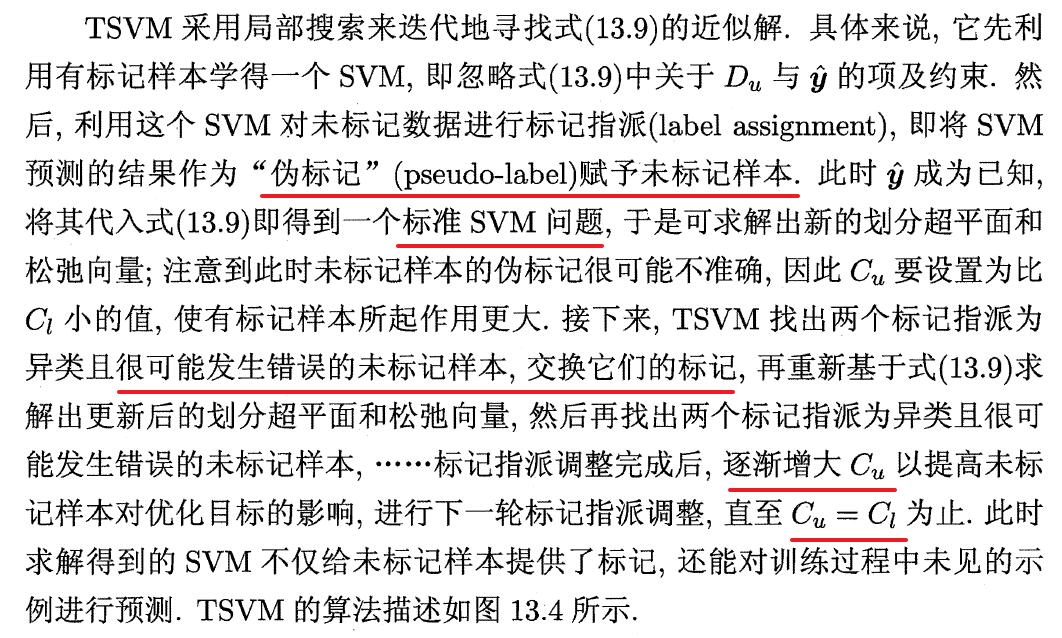 TSVM 采用局部搜索来迭代地寻找式(13.9)的近似解. 具体来说, 它先利
用有标记样本学得一个 SVM, 即忽略式(13.9)中关于 Dᵤ 与 ŷ 的项及约束. 然
后, 利用这个 SVM 对未标记数据进行标记指派(label assignment), 即将 SVM
预测的结果作为“伪标记”(pseudo-label)赋予未标记样本. 此时 ŷ 成为已知,
将其代入式(13.9)即得到一个标准 SVM 问题, 于是可求解出新的划分超平面和
松弛向量; 注意到此时未标记样本的伪标记很可能不准确, 因此 Cᵤ 要设置为比
Cₗ 小的值, 使有标记样本所起作用更大. 接下来, TSVM 找出两个标记指派为
异类且很可能发生错误的未标记样本, 交换它们的标记, 再重新基于式(13.9)求
解出更新后的划分超平面和松弛向量, 然后再找出两个标记指派为异类且很可
能发生错误的未标记样本, ……标记指派调整完成后, 逐渐增大 Cᵤ 以提高未标
记样本对优化目标的影响, 进行下一轮标记指派调整, 直至 Cᵤ = Cₗ 为止. 此时
求解得到的 SVM 不仅给未标记样本提供了标记, 还能对训练过程中未见的示
例进行预测. TSVM 的算法描述如图 13.4 所示.